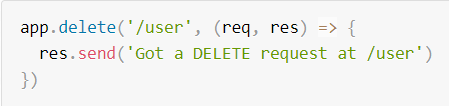 app.delete('/user', (req, res) => {
  res.send('Got a DELETE request at /user')
})